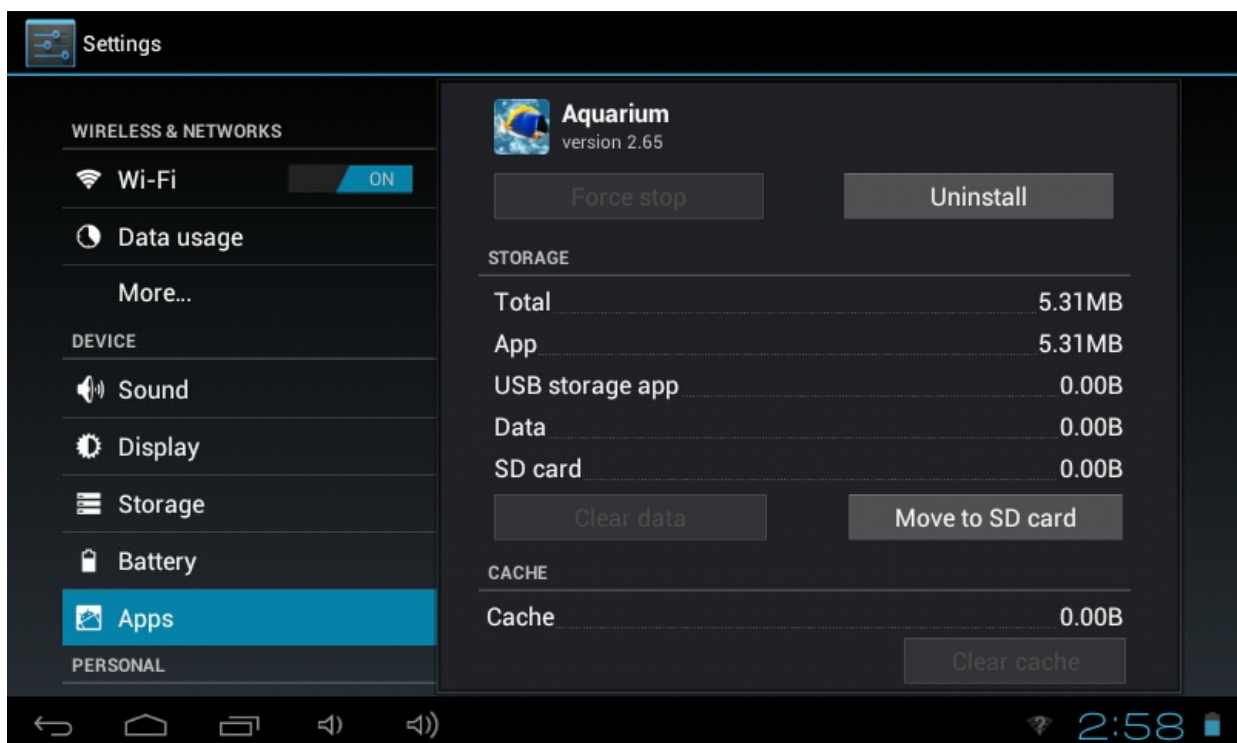 Settings
WIRELESS & NETWORKS
Wi-Fi ON
Data usage
More...
DEVICE
Sound
Display
Storage
Battery
Apps
PERSONAL
Aquarium
version 2.65
Force stop Uninstall
STORAGE
Total 5.31MB
App 5.31MB
USB storage app 0.00B
Data 0.00B
SD card 0.00B
Clear data Move to SD card
CACHE
Cache 0.00B
Clear cache
? 2:58